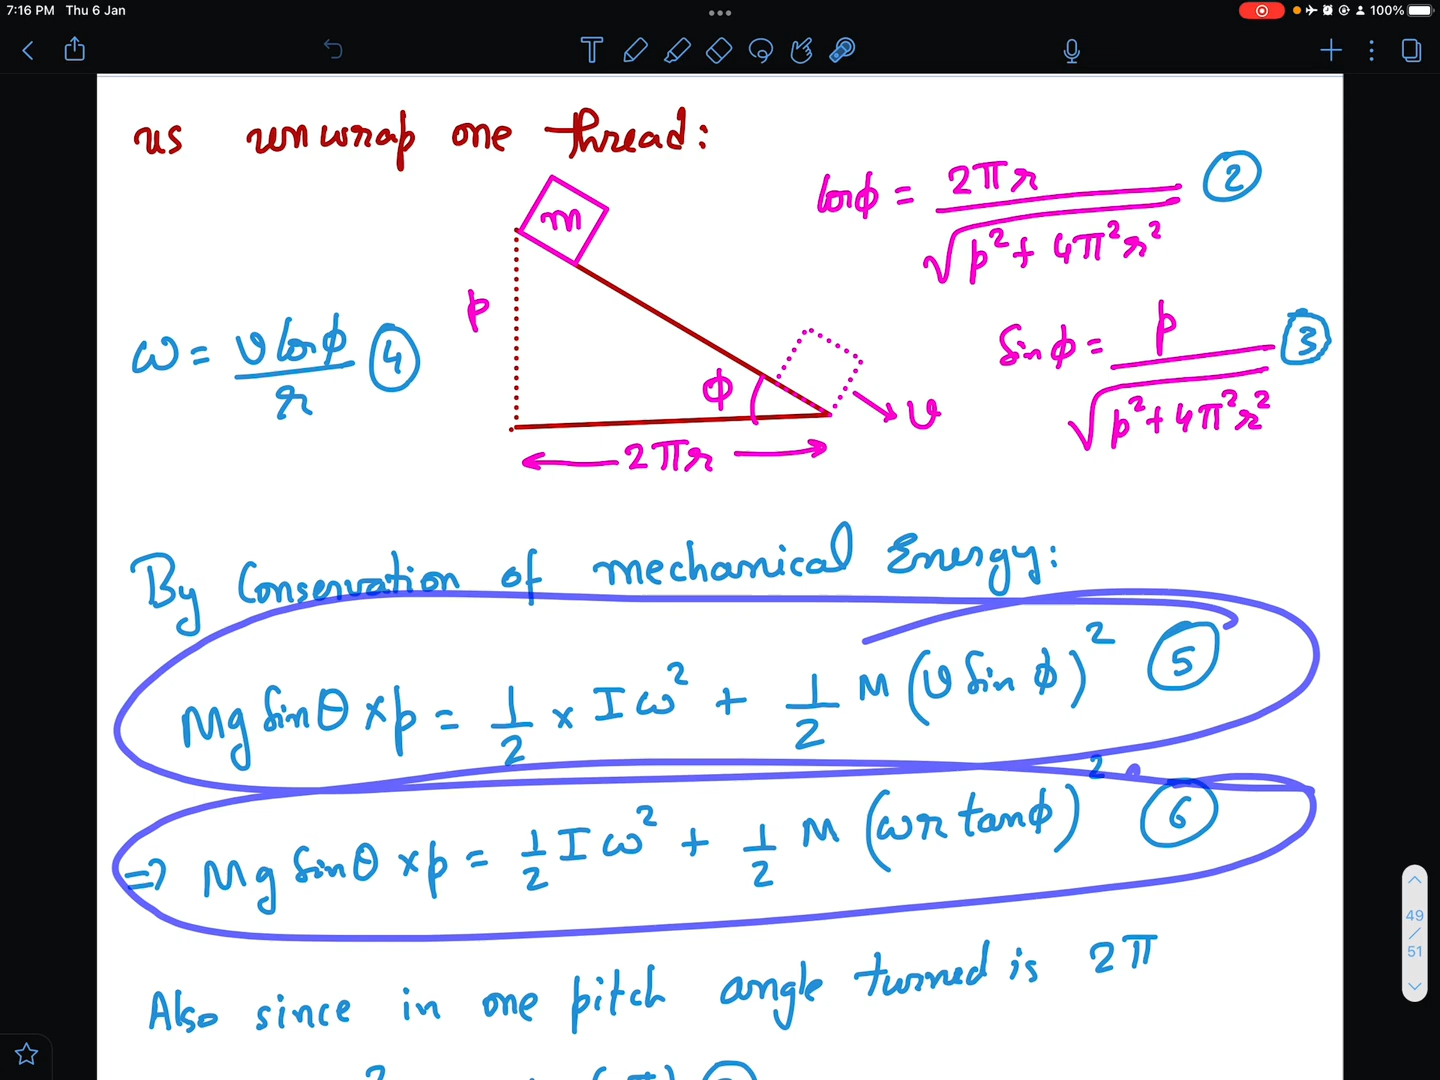 7:16 PM Thu 6 Jan
100%
us unwrap one thread:
m
p
ϕ
2πr
v
cosϕ = 2πr / √(p² + 4π²r²) ②
sinϕ = p / √(p² + 4π²r²) ③
ω = v cosϕ / r ④
By Conservation of mechanical Energy:
Mg sinθ × p = 1/2 × Iω² + 1/2 M (v sinϕ)² ⑤
⇒ Mg sinθ × p = 1/2 Iω² + 1/2 M (ωr tanϕ)² ⑥
Also since in one pitch angle turned is 2π
49
/
51